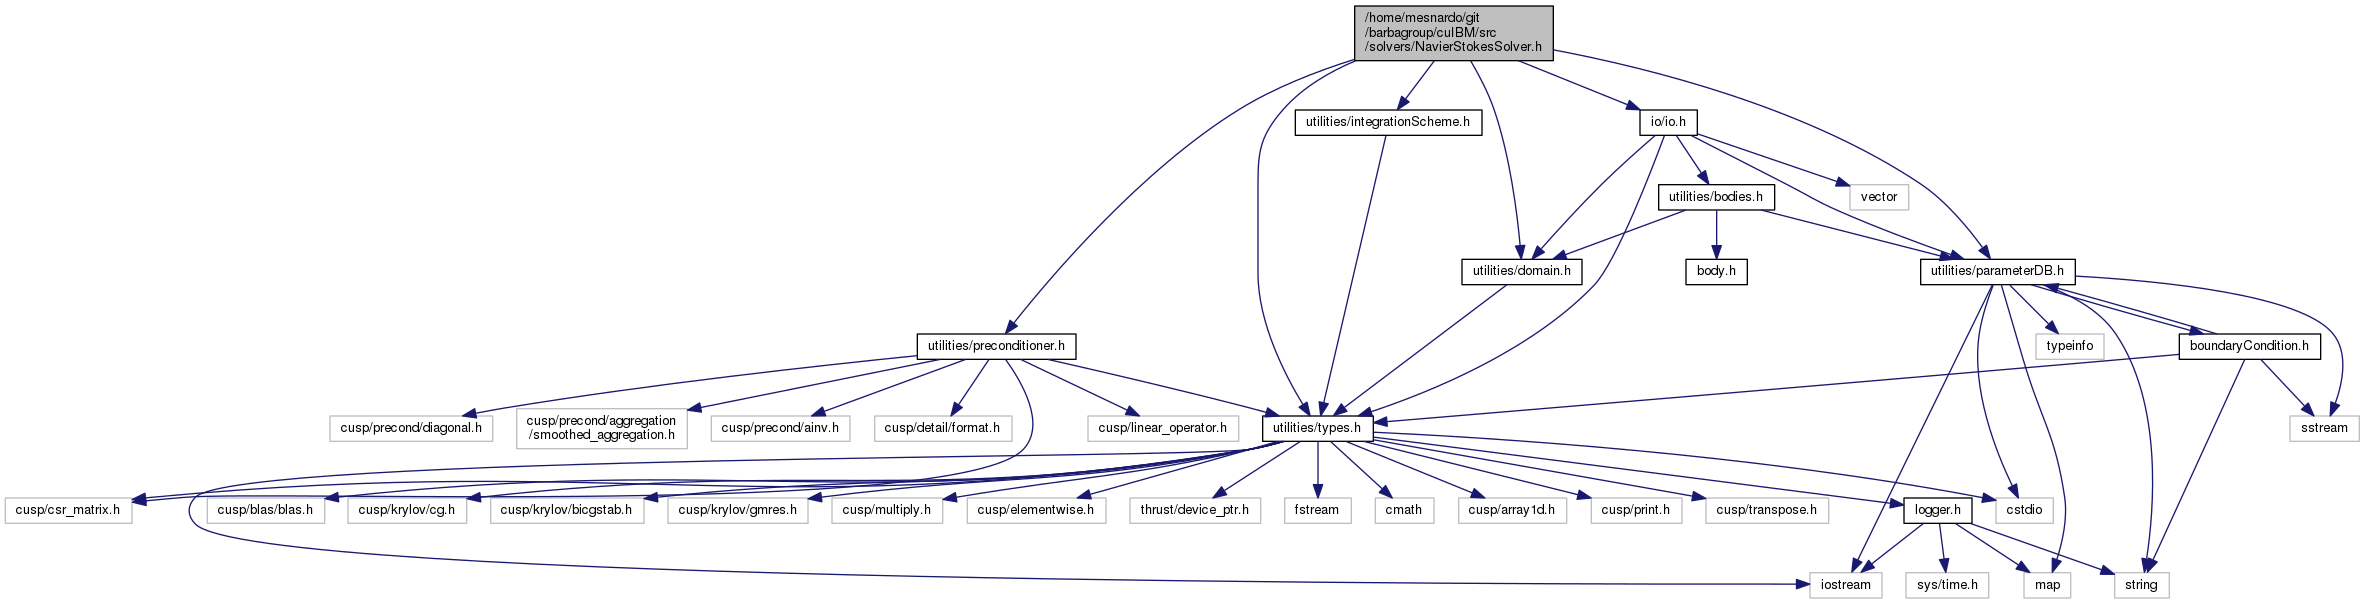 /home/mesnardo/git
/barbagroup/cuIBM/src
/solvers/NavierStokesSolver.h
utilities/integrationScheme.h
io/io.h
utilities/bodies.h
vector
utilities/domain.h
body.h
utilities/parameterDB.h
utilities/preconditioner.h
typeinfo
boundaryCondition.h
cusp/precond/diagonal.h
cusp/precond/aggregation
/smoothed_aggregation.h
cusp/precond/ainv.h
cusp/detail/format.h
cusp/linear_operator.h
utilities/types.h
sstream
cusp/csr_matrix.h
cusp/blas/blas.h
cusp/krylov/cg.h
cusp/krylov/bicgstab.h
cusp/krylov/gmres.h
cusp/multiply.h
cusp/elementwise.h
thrust/device_ptr.h
fstream
cmath
cusp/array1d.h
cusp/print.h
cusp/transpose.h
logger.h
cstdio
iostream
sys/time.h
map
string